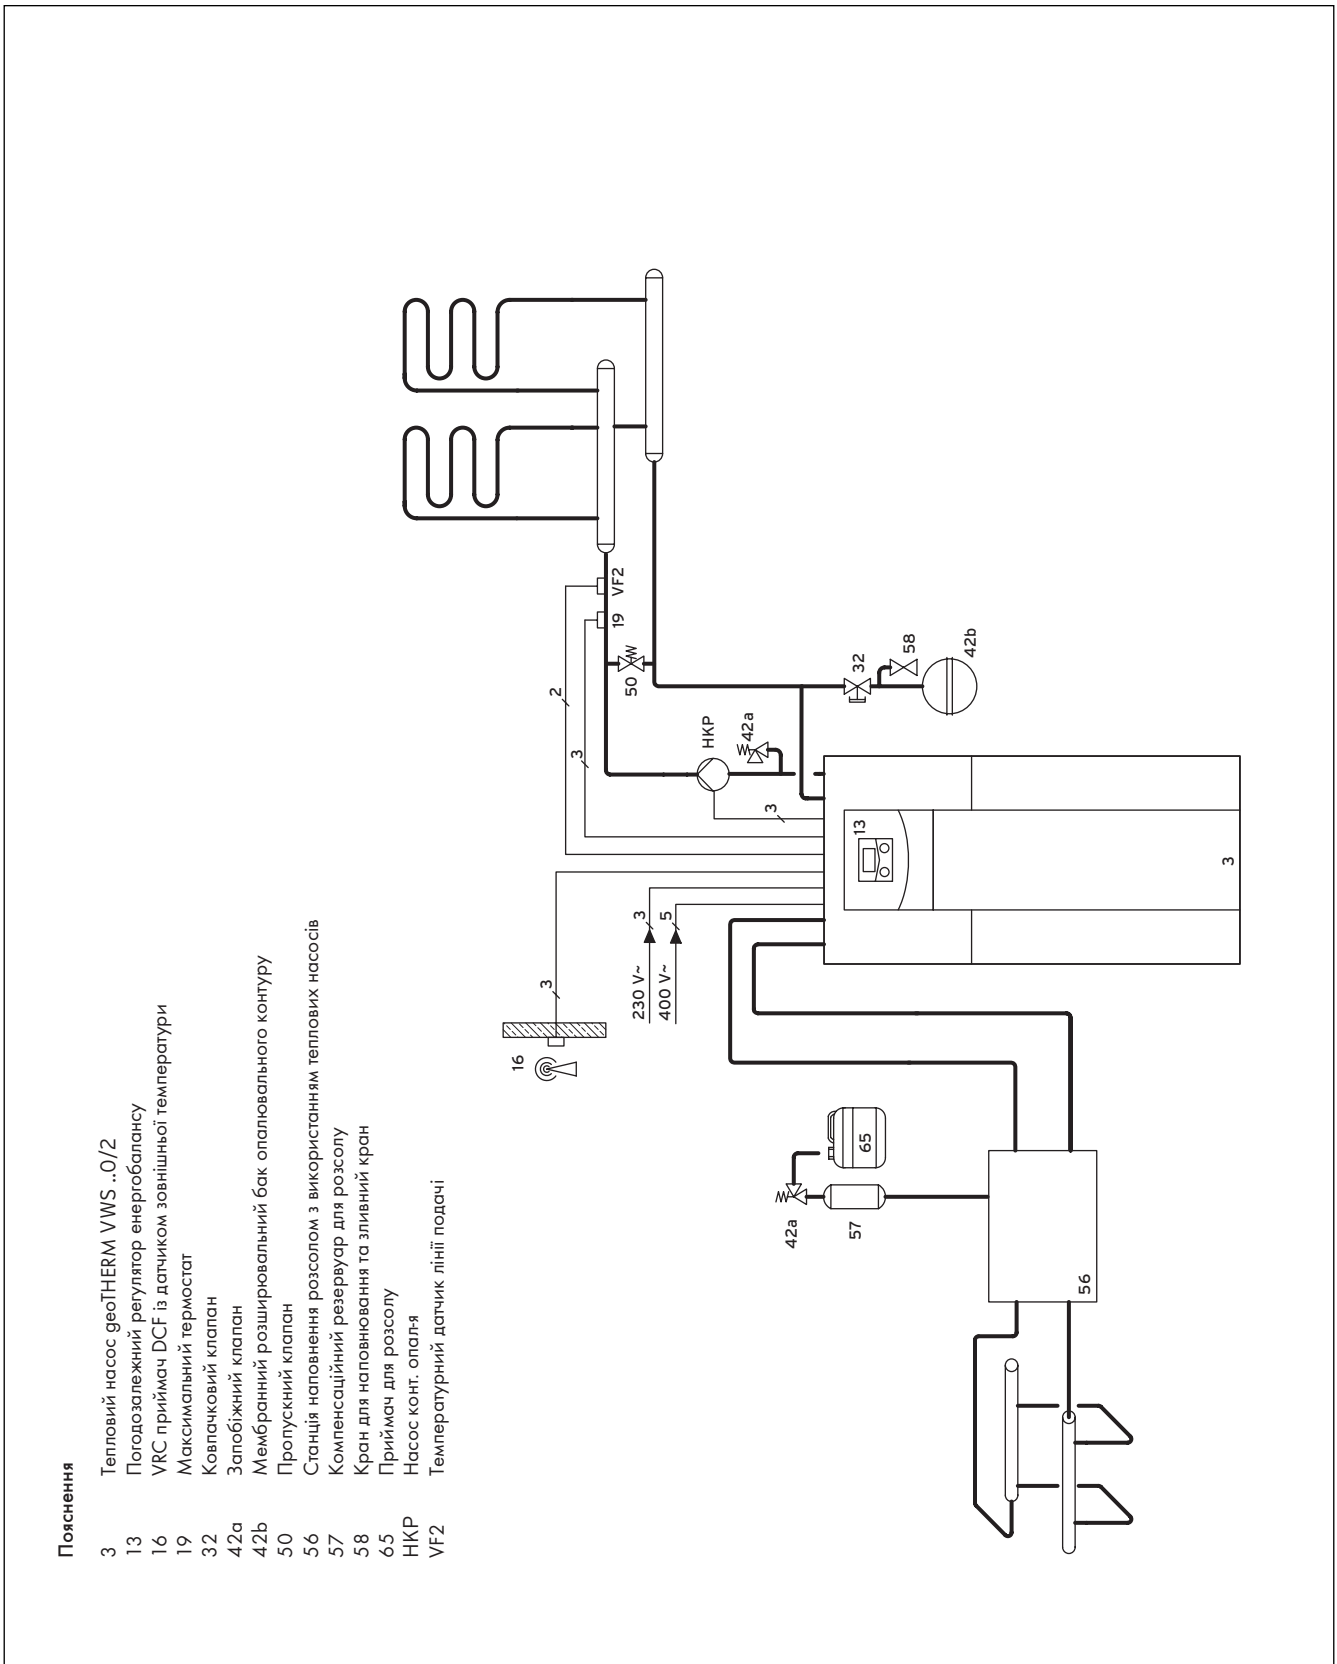 Пояснення
3 Тепловий насос geoTHERM VWS ..0/2
13 Погодозалежний регулятор енергобалансу
16 VRC приймач DCF із датчиком зовнішньої температури
19 Максимальний термостат
32 Ковпачковий клапан
42a Запобіжний клапан
42b Мембранний розширювальний бак опалювального контуру
50 Пропускний клапан
56 Станція наповнення розсолом з використанням теплових насосів
57 Компенсаційний резервуар для розсолу
58 Кран для наповнювання та зливний кран
65 Приймач для розсолу
HKP Насос конт. опал-я
VF2 Температурний датчик лінії подачі
16
3
230 V~
3
400 V~
5
2
3
19
VF2
50
HKP
42a
3
32
58
42b
13
3
42a
57
65
56